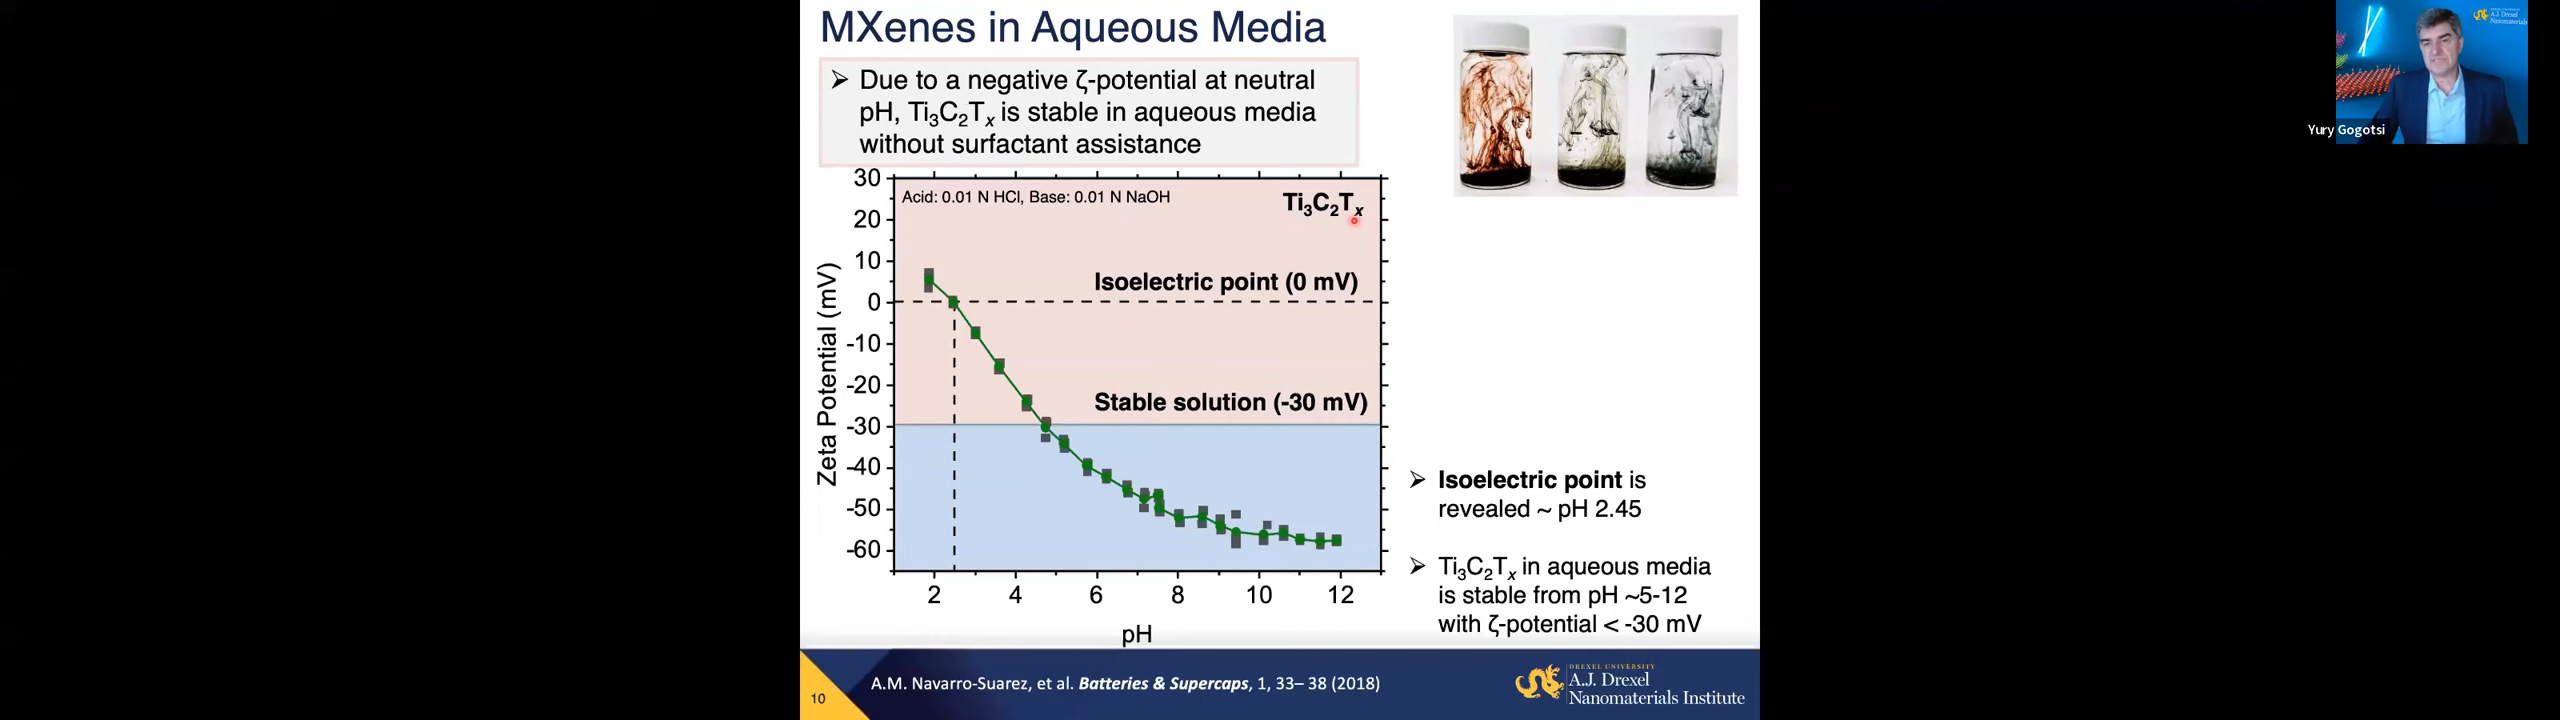 MXenes in Aqueous Media
➢ Due to a negative ζ-potential at neutral
pH, Ti₃C₂Tₓ is stable in aqueous media
without surfactant assistance
Acid: 0.01 N HCl, Base: 0.01 N NaOH
Ti₃C₂Tₓ
Isoelectric point (0 mV)
Stable solution (-30 mV)
Zeta Potential (mV)
30
20
10
0
-10
-20
-30
-40
-50
-60
2 4 6 8 10 12
pH
➢ Isoelectric point is
revealed ~ pH 2.45
➢ Ti₃C₂Tₓ in aqueous media
is stable from pH ~5-12
with ζ-potential < -30 mV
10
A.M. Navarro-Suarez, et al. Batteries & Supercaps, 1, 33– 38 (2018)
DREXEL UNIVERSITY
A.J. Drexel
Nanomaterials Institute
Yury Gogotsi
A.J. Drexel
Nanomaterials